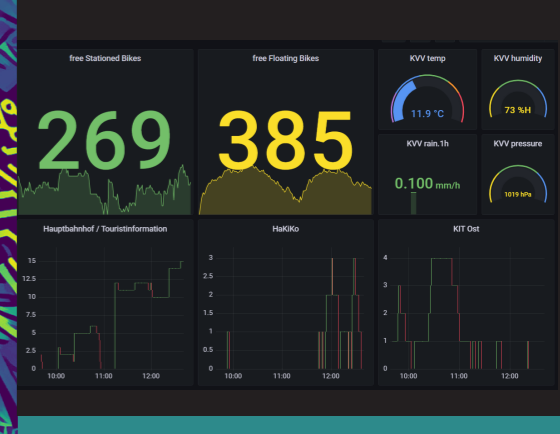 free Stationed Bikes
269
free Floating Bikes
385
KVV temp
11.9 °C
KVV humidity
73 %H
KVV rain.1h
0.100 mm/h
KVV pressure
1019 hPa
Hauptbahnhof / Touristinformation
15
12.5
10
7.5
5
2.5
0
10:00 11:00 12:00
HaKiKo
3
2.5
2
1.5
1
0.5
0
10:00 11:00 12:00
KIT Ost
4
3
2
1
0
10:00 11:00 12:00